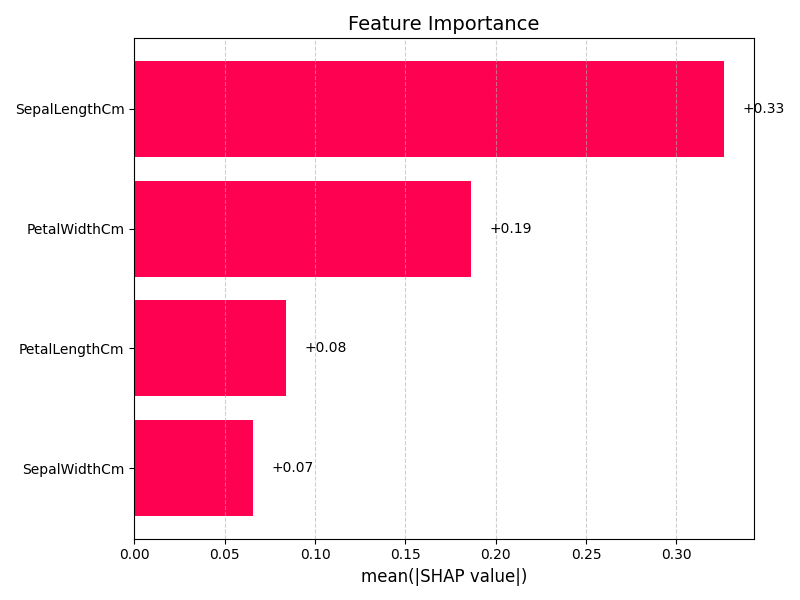 Feature Importance
SepalLengthCm
+0.33
PetalWidthCm
+0.19
PetalLengthCm
+0.08
SepalWidthCm
+0.07
0.00 0.05 0.10 0.15 0.20 0.25 0.30
mean(|SHAP value|)